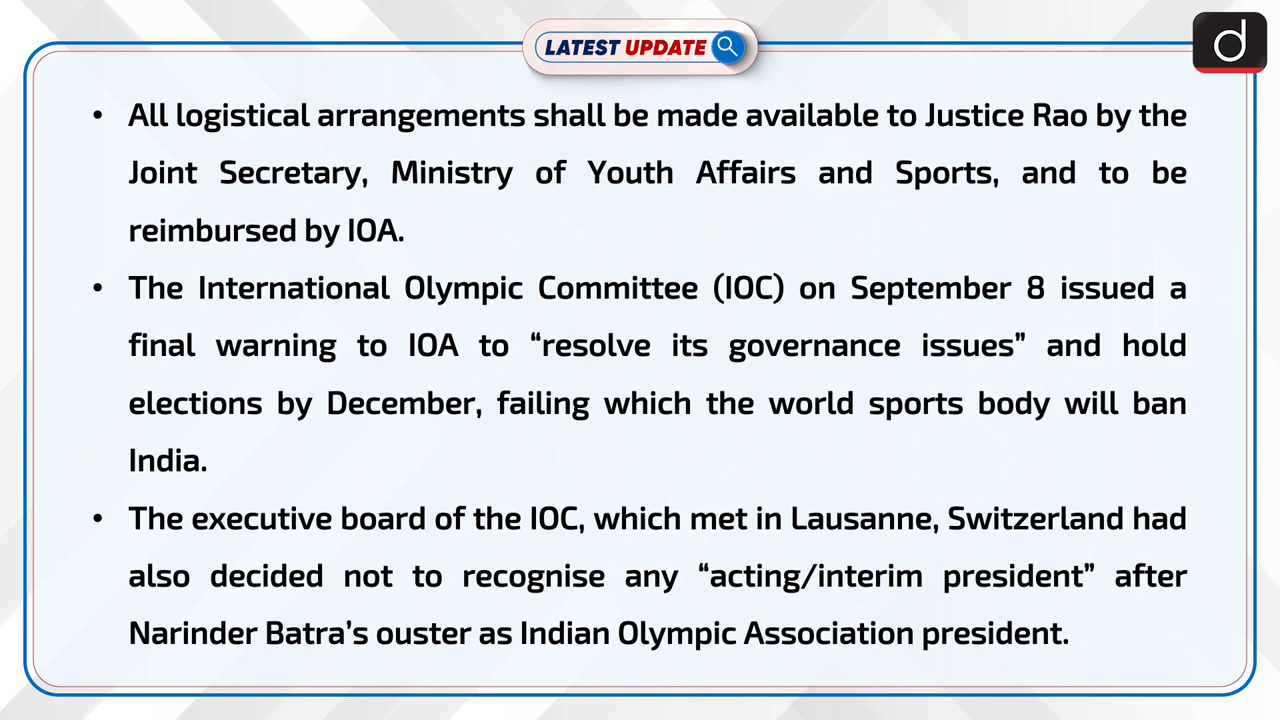 LATEST UPDATE
d
• All logistical arrangements shall be made available to Justice Rao by the
Joint Secretary, Ministry of Youth Affairs and Sports, and to be
reimbursed by IOA.
• The International Olympic Committee (IOC) on September 8 issued a
final warning to IOA to “resolve its governance issues” and hold
elections by December, failing which the world sports body will ban
India.
• The executive board of the IOC, which met in Lausanne, Switzerland had
also decided not to recognise any “acting/interim president” after
Narinder Batra’s ouster as Indian Olympic Association president.